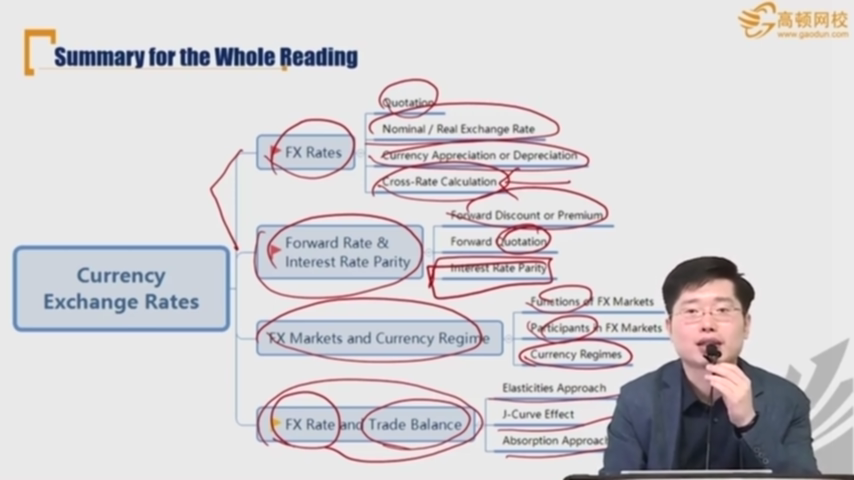 高顿网校
www.gaodun.com
Summary for the Whole Reading
Currency
Exchange Rates
FX Rates
Quotation
Nominal / Real Exchange Rate
Currency Appreciation or Depreciation
Cross-Rate Calculation
Forward Rate &
Interest Rate Parity
Forward Discount or Premium
Forward Quotation
Interest Rate Parity
FX Markets and Currency Regime
Functions of FX Markets
Participants in FX Markets
Currency Regimes
FX Rate and Trade Balance
Elasticities Approach
J-Curve Effect
Absorption Approach